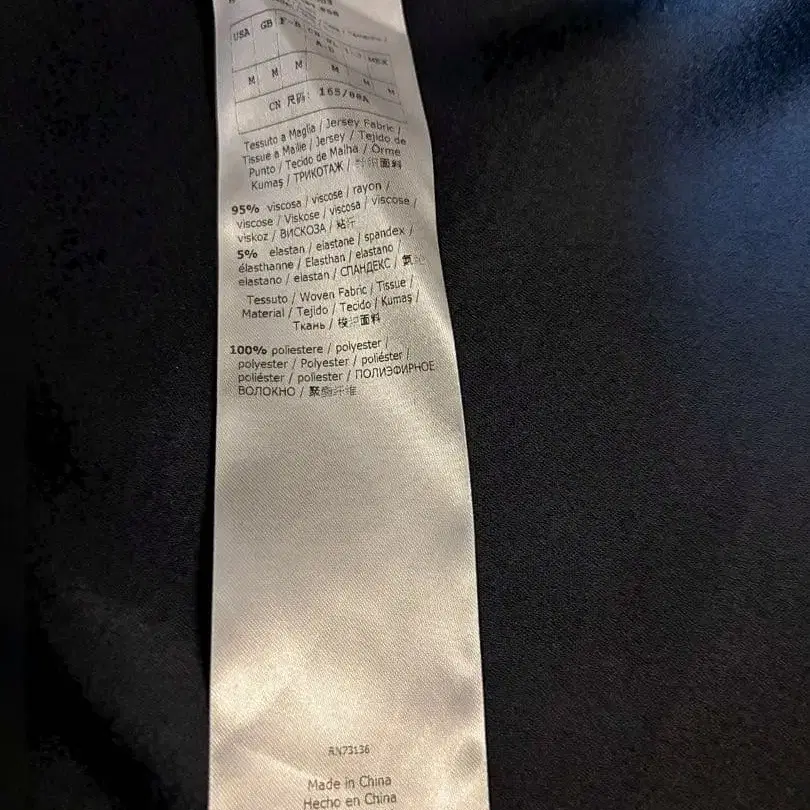 USA GB F-B
MEX
M M M M M M
CN 尺码: 165/88A
Tessuto a Maglia / Jersey Fabric /
Tissue a Mailie / Jersey / Tejido de
Punto / Tecido de Malha / Orme
Kumaş / ТРИКОТАЖ / 针织面料
95% viscosa / viscose / rayon /
viscose / Viskose / viscosa / viscose /
viskoz / ВИСКОЗА / 粘纤
5% elastan / elastane / spandex /
élasthanne / Elasthan / elastano /
elastano / elastan / СПАНДЕКС /
Tessuto / Woven Fabric / Tissue /
Material / Tejido / Tecido / Kumaş /
Ткань / 梭织面料
100% poliestere / polyester /
polyester / Polyester / poliéster /
poliéster / poliester / ПОЛИЭФИРНОЕ
ВОЛОКНО / 聚酯纤维
RN73136
Made in China
Hecho en China